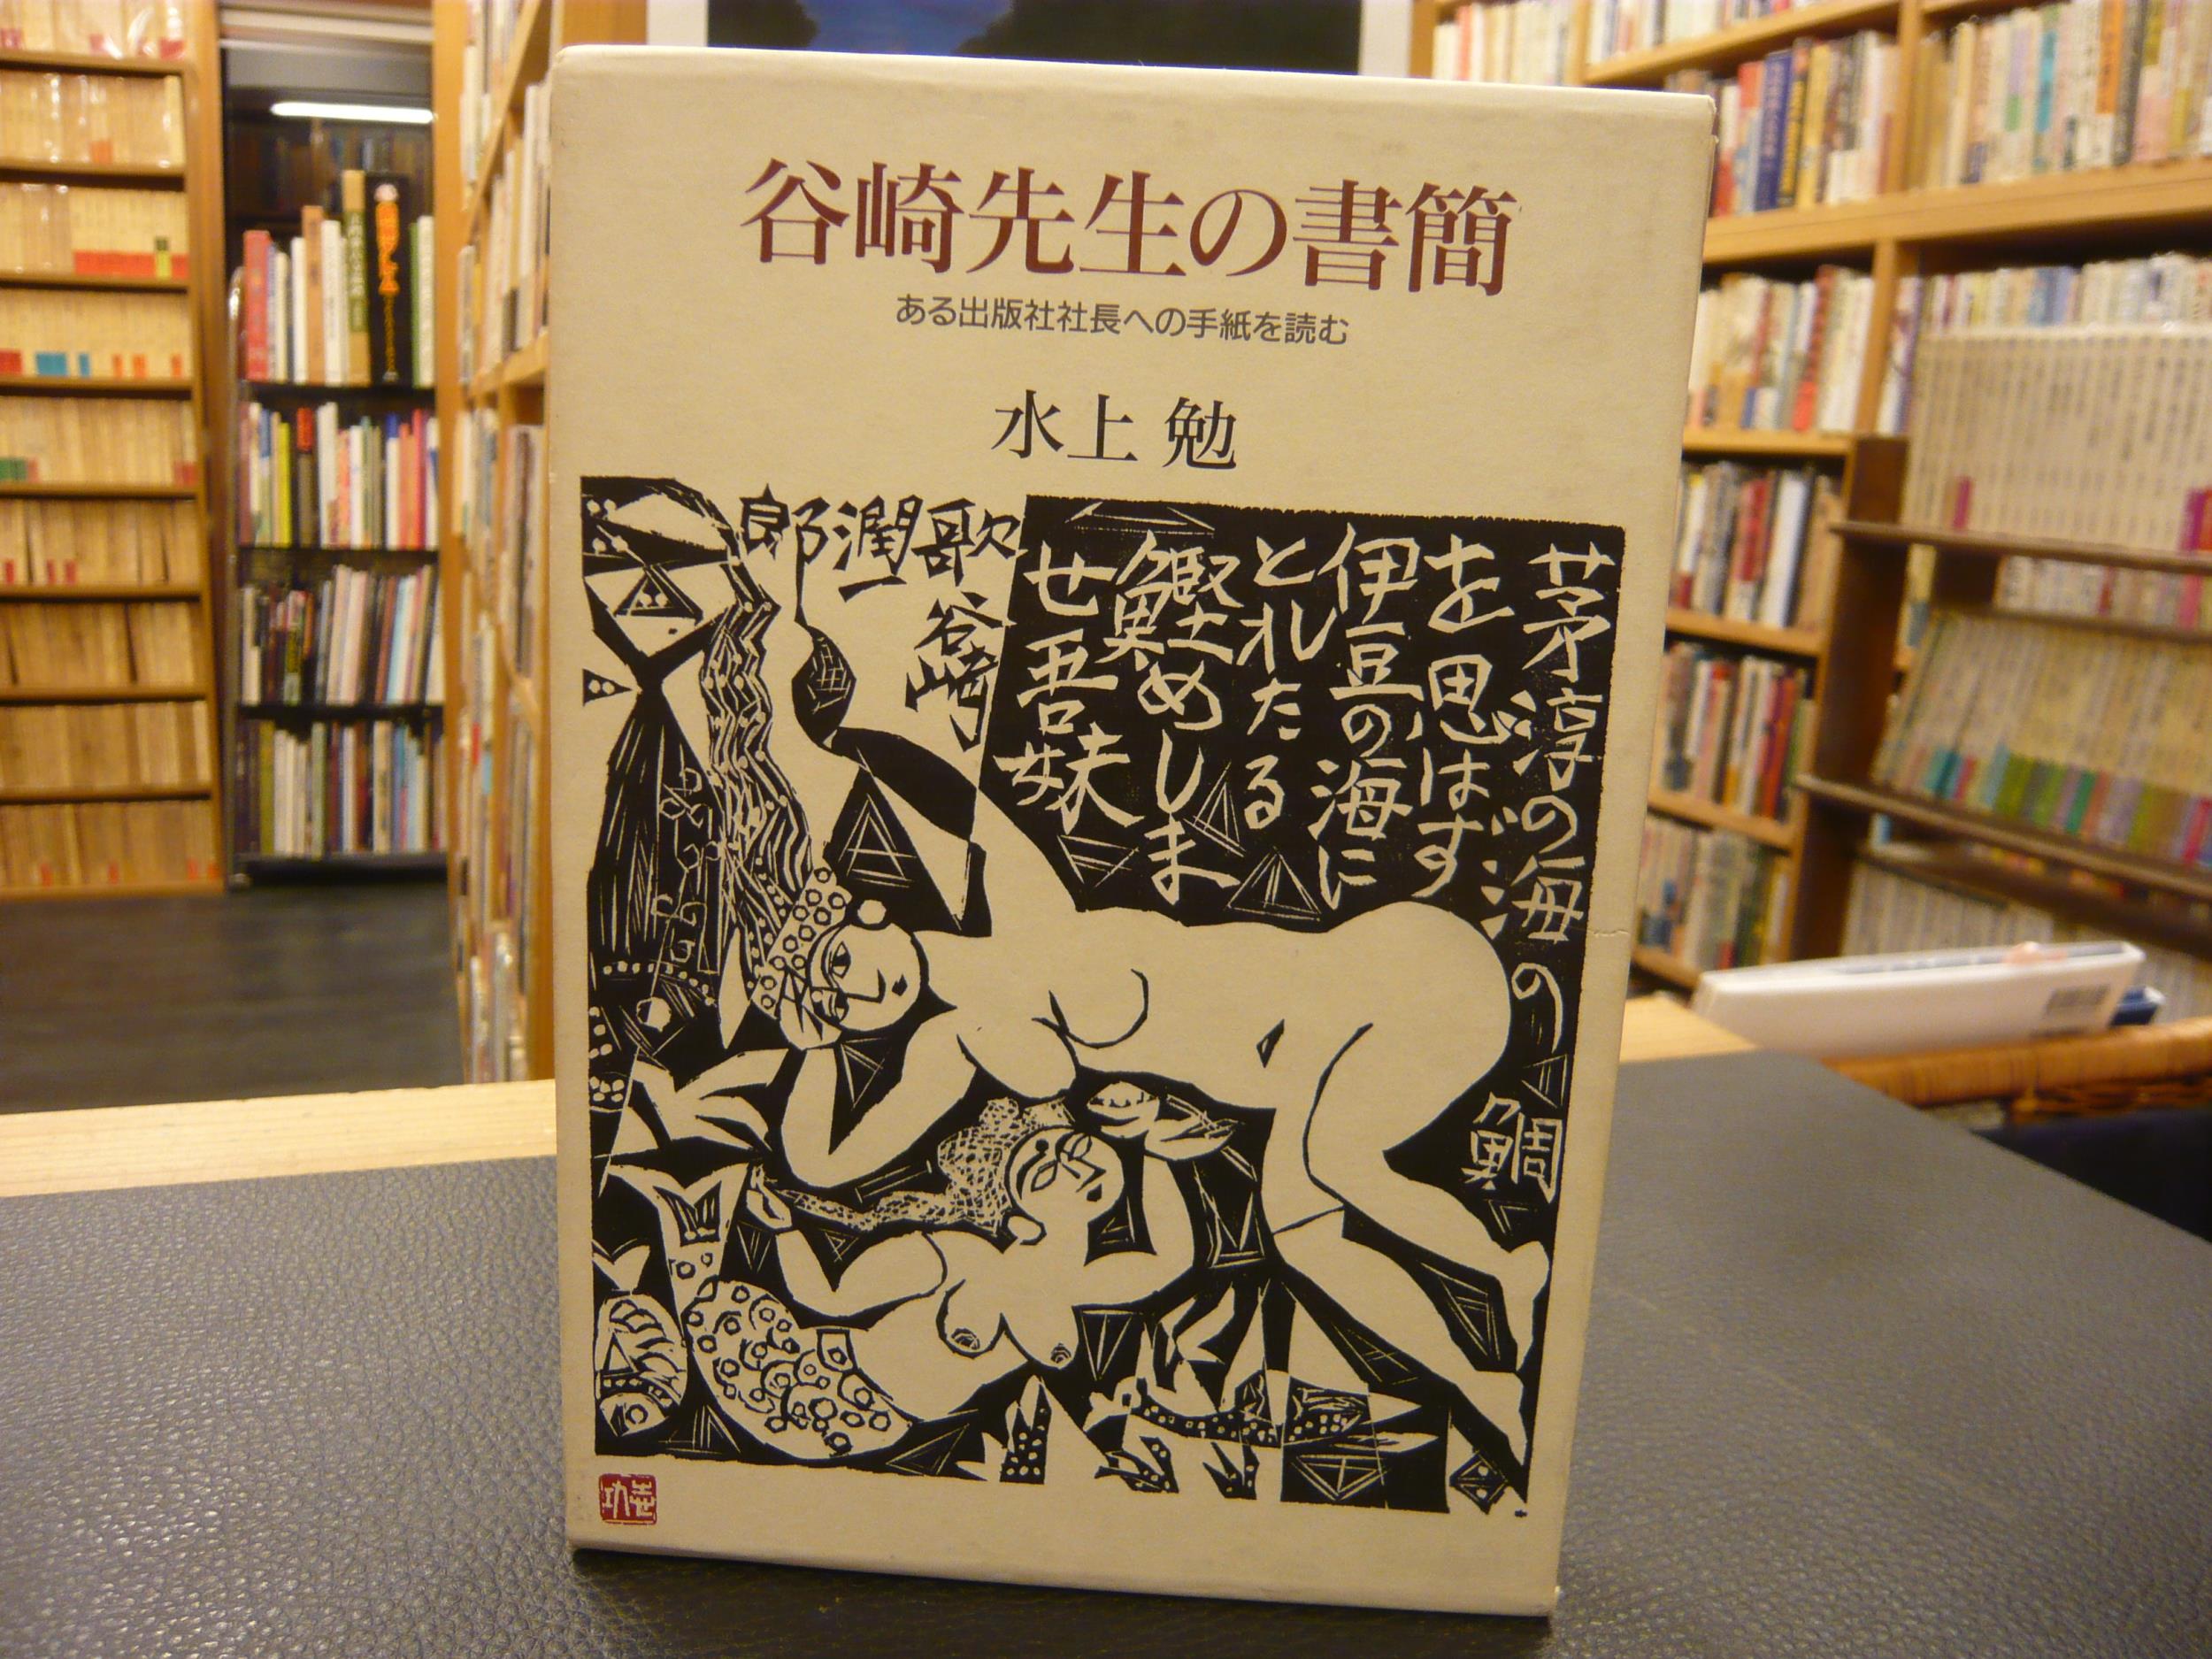 谷崎先生の書簡
ある出版社社長への手紙を読む
水上 勉
茅渟の海の鯛
を思はず
伊豆の海に
とれたる
鰹めしま
せ吾妹
歌
潤一
郎
谷崎